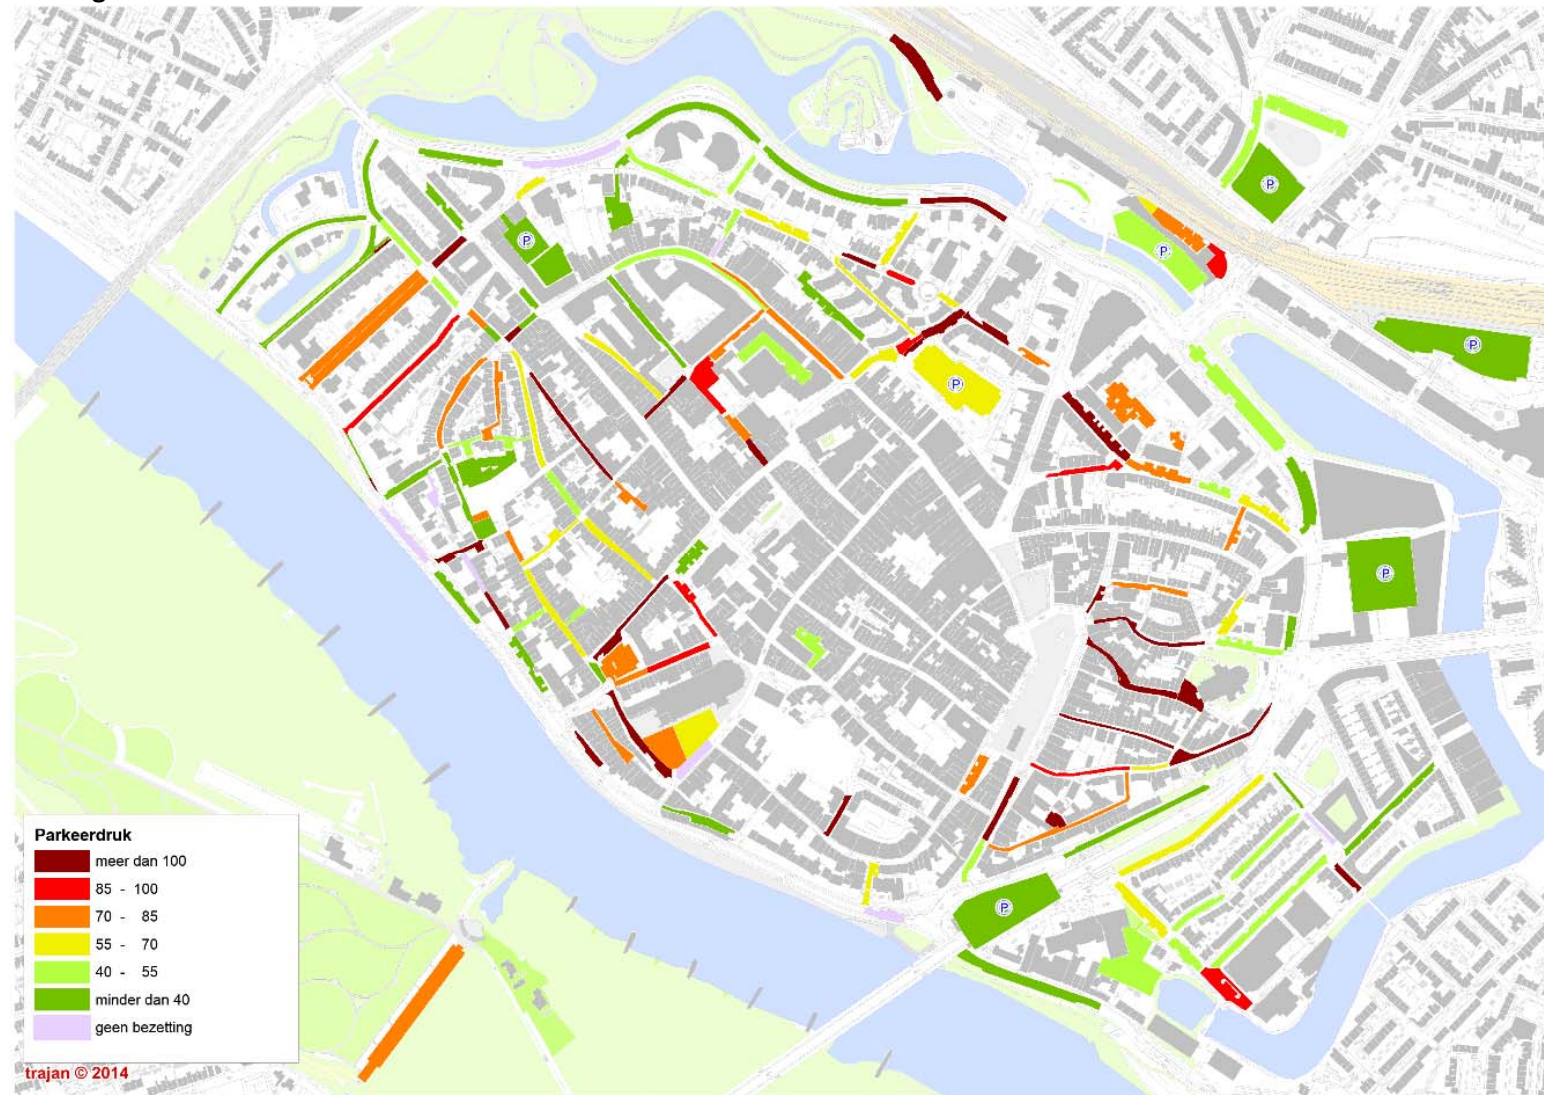 P
P
P
P
P
P
P
Parkeerdruk
meer dan 100
85 - 100
70 - 85
55 - 70
40 - 55
minder dan 40
geen bezetting
trajan © 2014